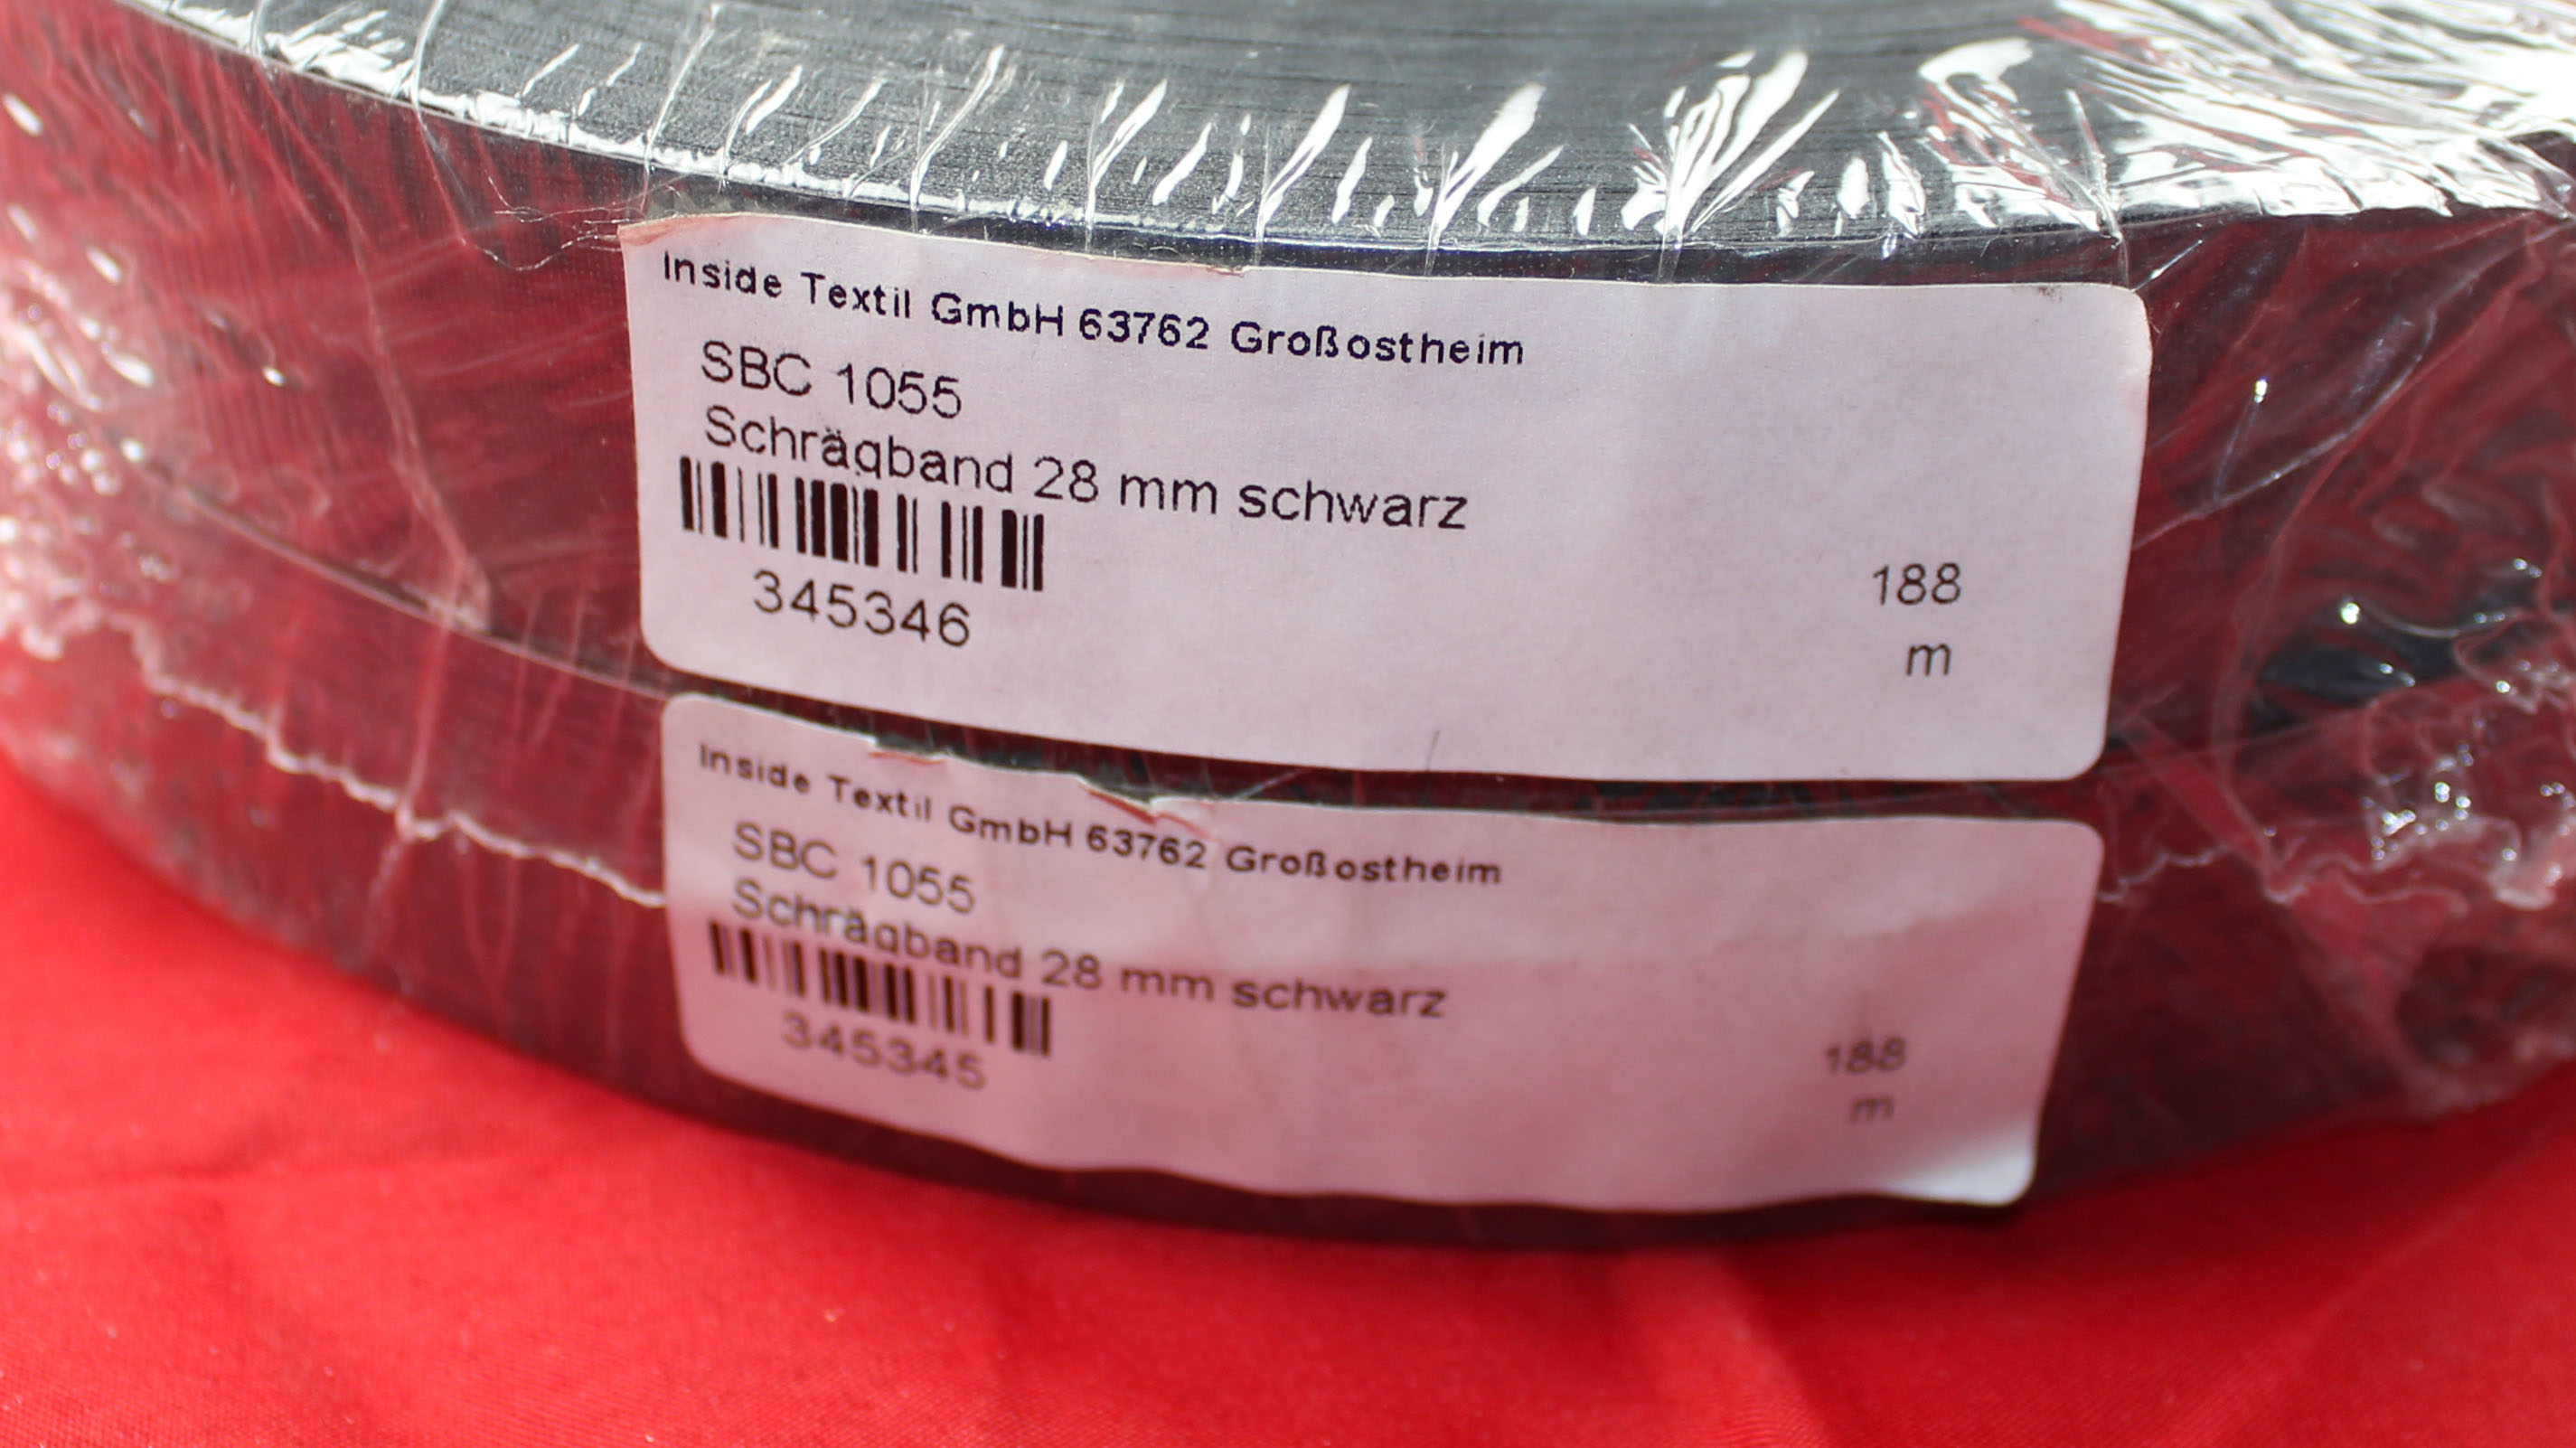 Inside Textil GmbH 63762 Großostheim
SBC 1055
Schrägband 28 mm schwarz
345346
188
m
Inside Textil GmbH 63762 Großostheim
SBC 1055
Schrägband 28 mm schwarz
345345
188
m